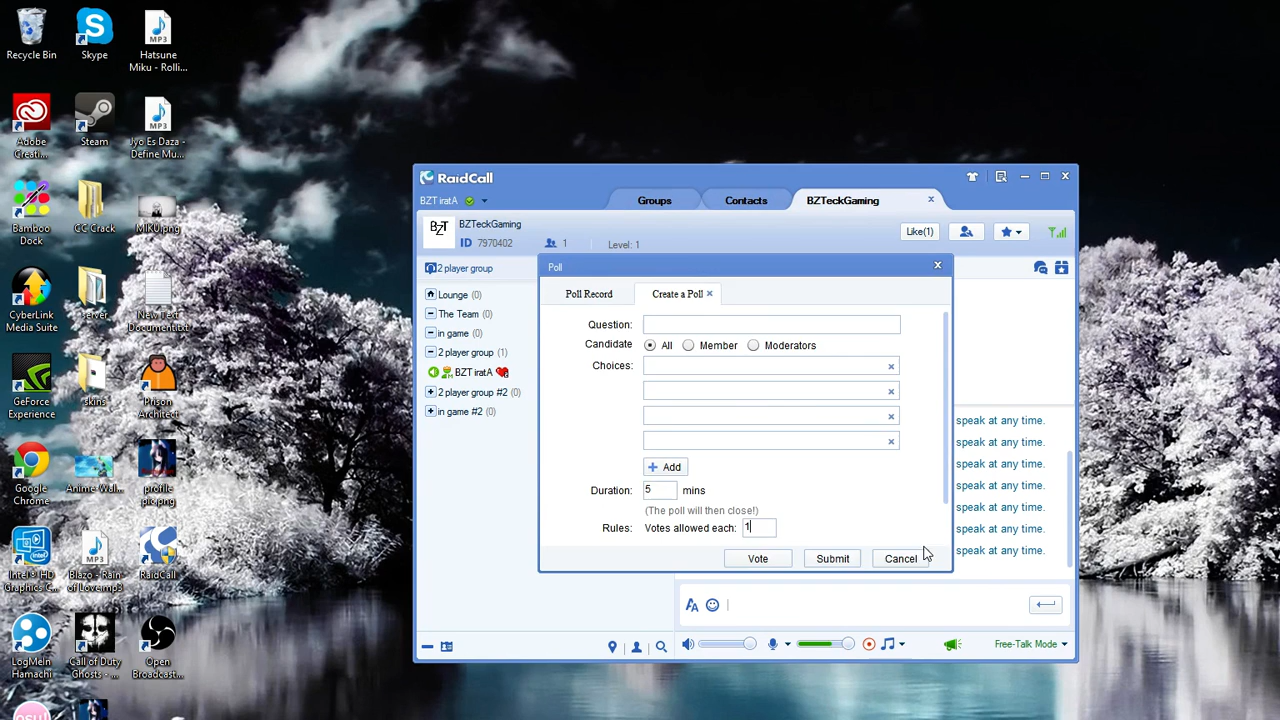 Recycle Bin
Skype
Hatsune
Miku - Rolli...
Adobe
Creati...
Steam
Jyo Es Daza -
Define Mu...
Bamboo
Dock
CC Crack
MIKU.png
CyberLink
Media Suite
server
New Text
Document.txt
GeForce
Experience
skins
Prison
Architect
Google
Chrome
Anime-Wal...
profile
pic.png
Intel® HD
Graphics C...
Blazo - Rain
of Love.mp3
RaidCall
LogMeIn
Hamachi
Call of Duty
Ghosts - ...
Open
Broadcast...
osu!
RaidCall
BZT iratA
Groups
Contacts
BZTeckGaming
BZT
BZTeckGaming
ID 7970402
1
Level: 1
Like(1)
2 player group
Lounge (0)
The Team (0)
in game (0)
2 player group (1)
BZT iratA
2 player group #2 (0)
in game #2 (0)
Poll
Poll Record
Create a Poll
Question:
Candidate
All
Member
Moderators
Choices:
Add
Duration: 5 mins
(The poll will then close!)
Rules: Votes allowed each: 1
Vote
Submit
Cancel
speak at any time.
speak at any time.
speak at any time.
speak at any time.
speak at any time.
speak at any time.
speak at any time.
Free-Talk Mode